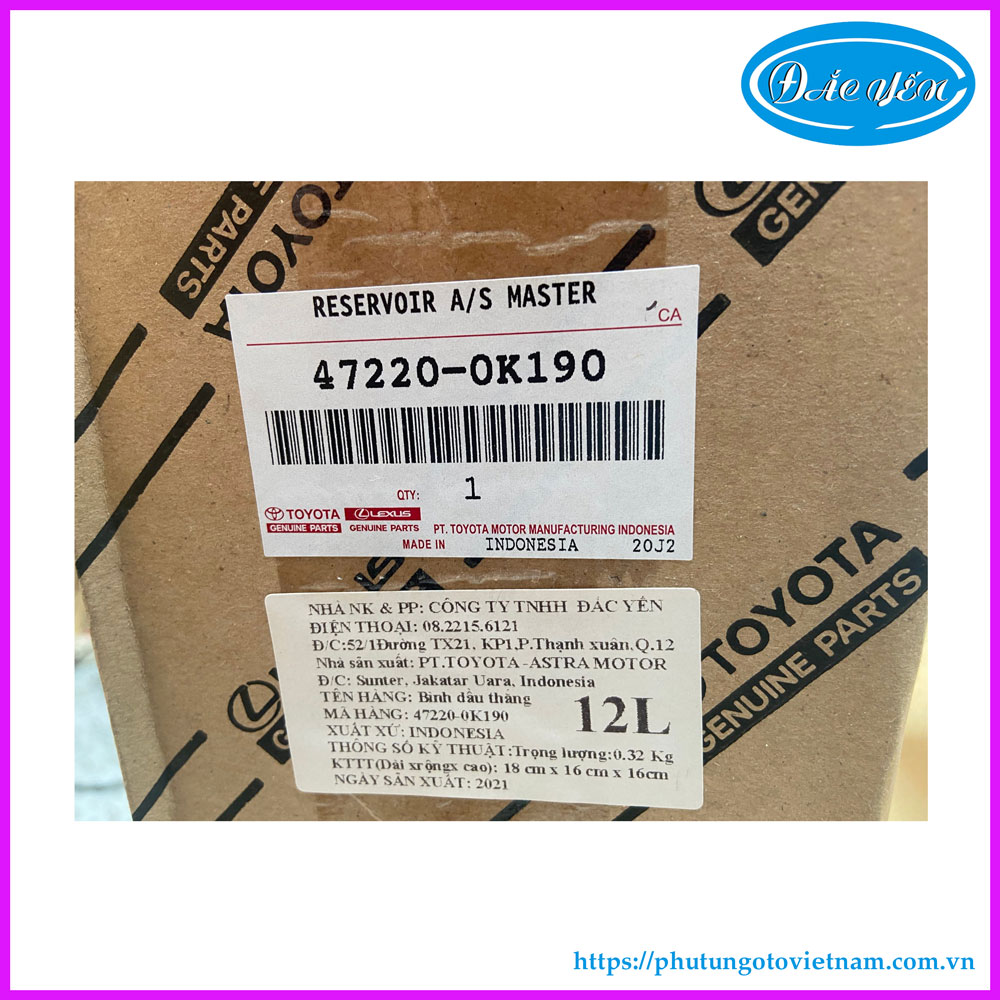 ĐẮC YẾN
PARTS
TOYOTA
GENUINE
RESERVOIR A/S MASTER
CA
47220-0K190
QTY: 1
TOYOTA LEXUS
GENUINE PARTS GENUINE PARTS PT. TOYOTA MOTOR MANUFACTURING INDONESIA
MADE IN INDONESIA 20J2
TOYOTA
GENUINE PARTS
NHÀ NK & PP: CÔNG TY TNHH ĐẮC YẾN
ĐIỆN THOẠI: 08.2215.6121
Đ/C:52/1Đường TX21, KP1,P.Thạnh xuân,Q.12
Nhà sản xuất: PT.TOYOTA -ASTRA MOTOR
Đ/C: Sunter, Jakatar Uara, Indonesia
TÊN HÀNG: Bình dầu thắng
MÃ HÀNG: 47220-0K190
12L
XUẤT XỨ: INDONESIA
THÔNG SỐ KỸ THUẬT:Trọng lượng:0.32 Kg
KTTT(Dài xrộngx cao): 18 cm x 16 cm x 16cm
NGÀY SẢN XUẤT: 2021
https://phutungotovietnam.com.vn